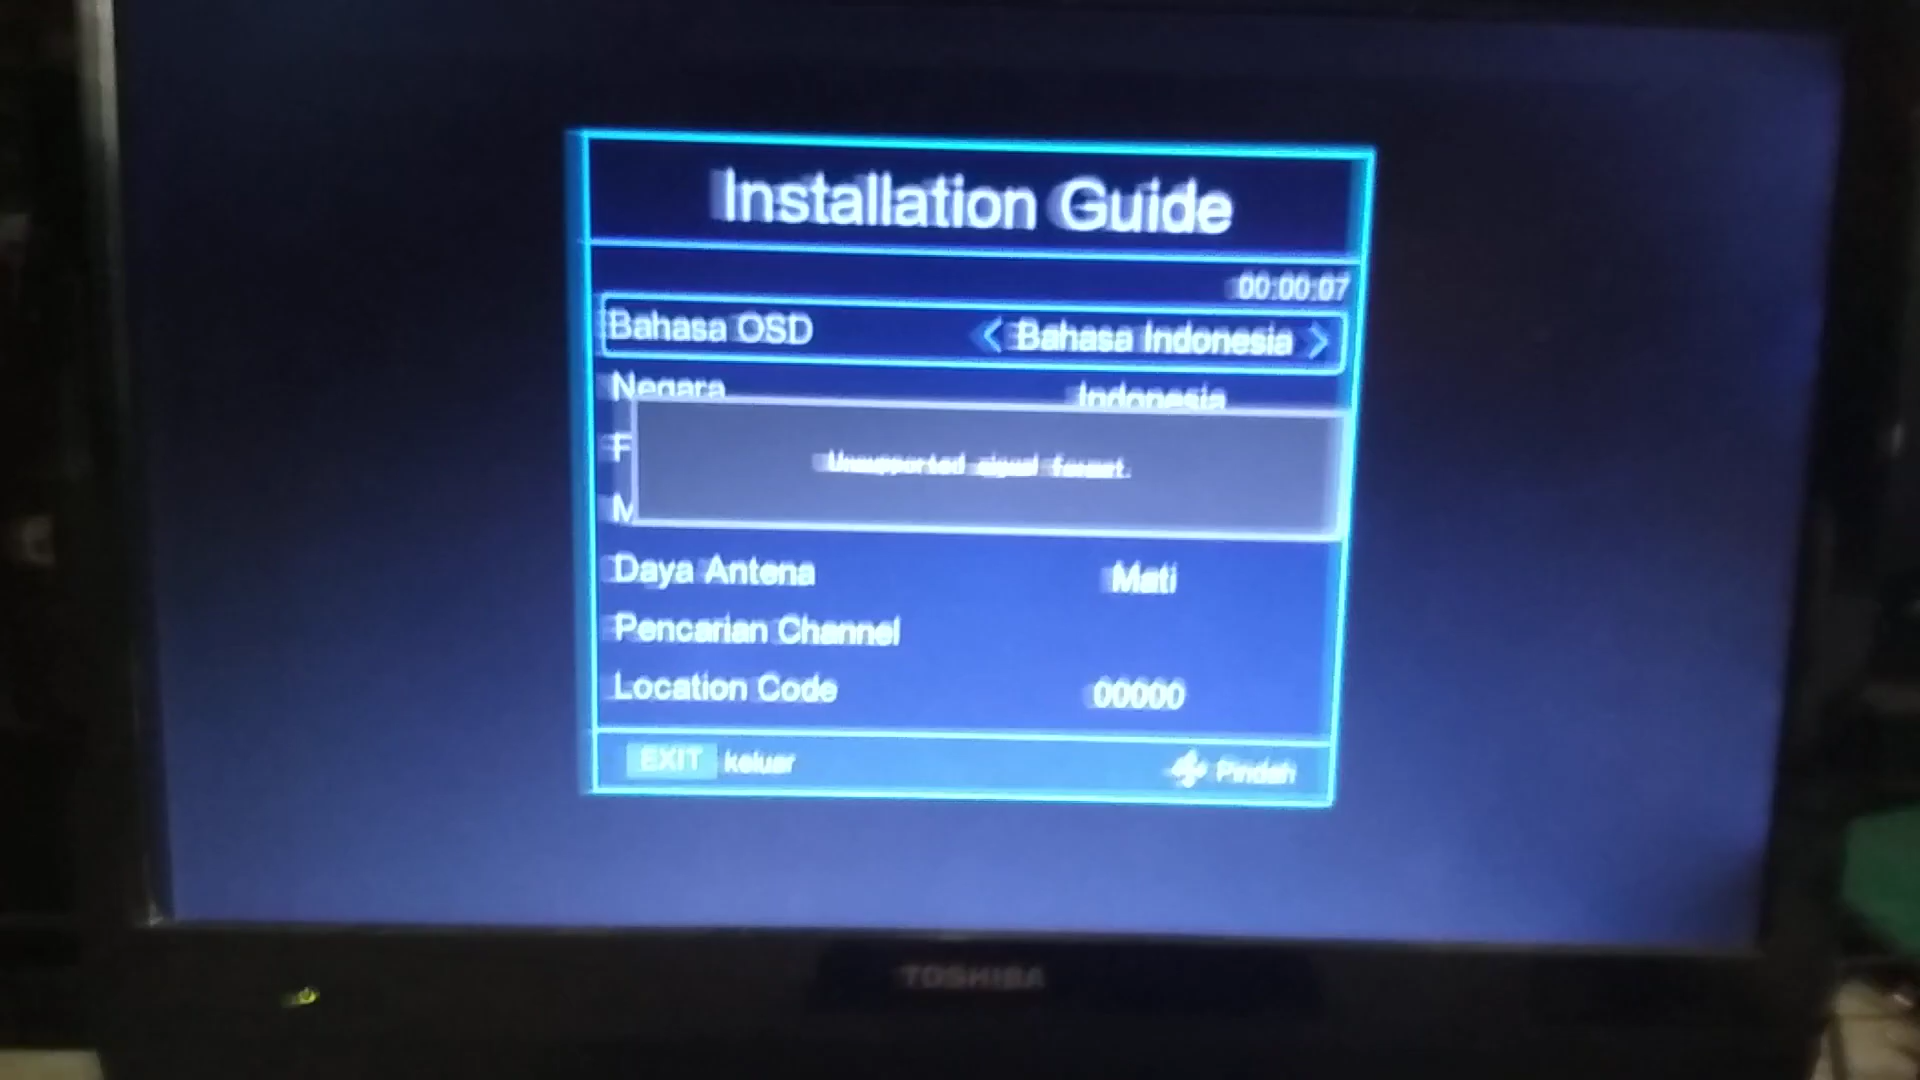 Installation Guide
00:00:07
Bahasa OSD < Bahasa Indonesia >
Negara Indonesia
F
M
Unsupported signal format.
Daya Antena Mati
Pencarian Channel
Location Code 00000
EXIT keluar Pindah
TOSHIBA